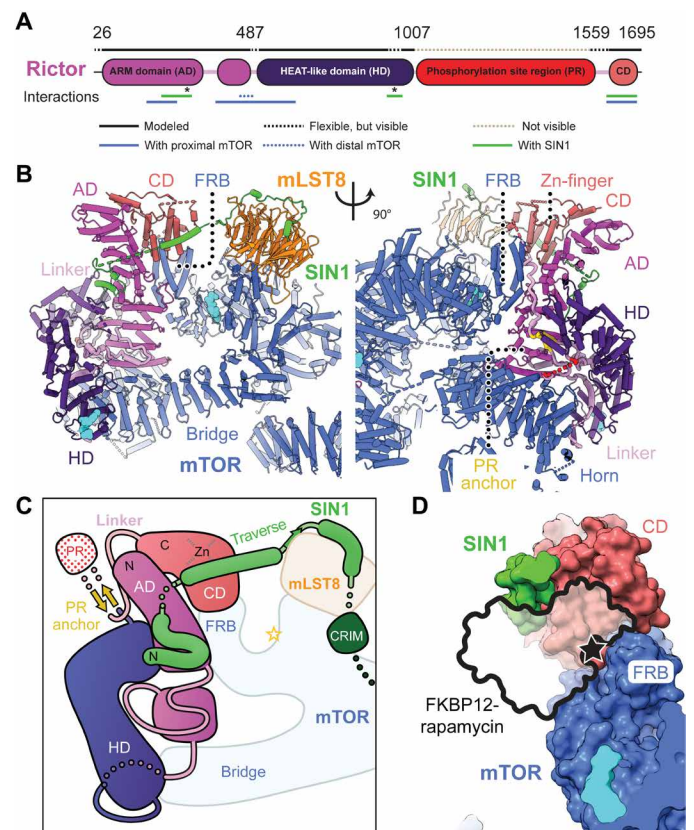 A
26 487 1007 1559 1695
Rictor ARM domain (AD) HEAT-like domain (HD) Phosphorylation site region (PR) CD
Interactions * *
Modeled Flexible, but visible Not visible
With proximal mTOR With distal mTOR With SIN1
B
AD CD FRB mLST8 90° SIN1 FRB Zn-finger CD
Linker SIN1 AD
HD
Bridge
HD mTOR PR anchor Horn Linker
C
SIN1
Linker
PR C Zn Traverse
N AD mLST8
PR anchor CD
FRB
N CRIM
mTOR
HD
Bridge
D
CD
SIN1
FRB
FKBP12-
rapamycin
mTOR